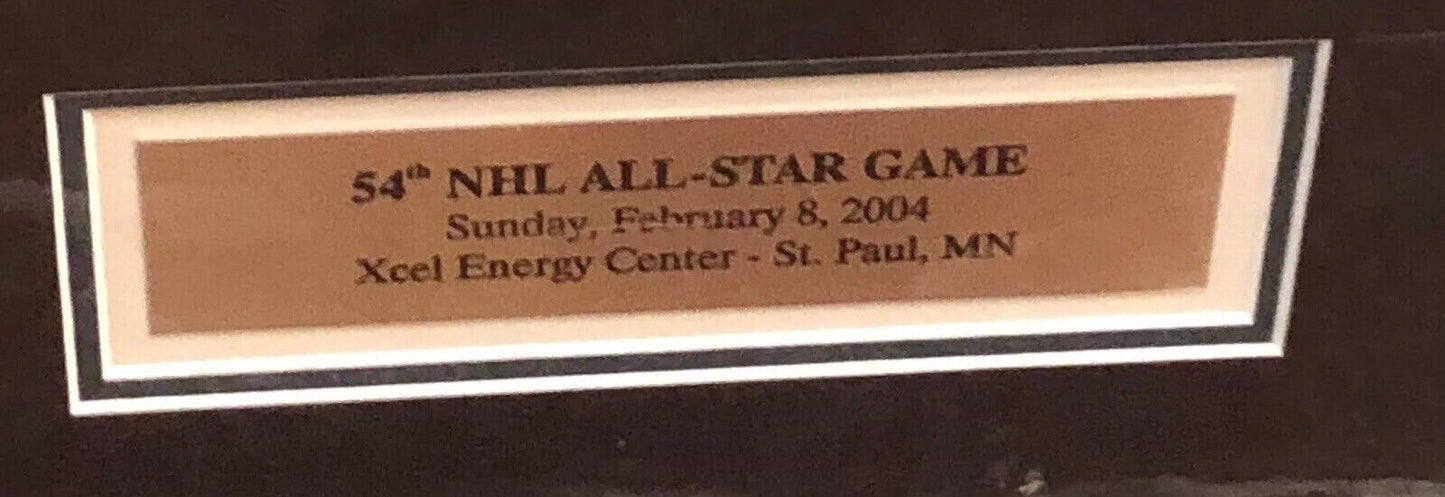 54th NHL ALL-STAR GAME
Sunday, February 8, 2004
Xcel Energy Center - St. Paul, MN